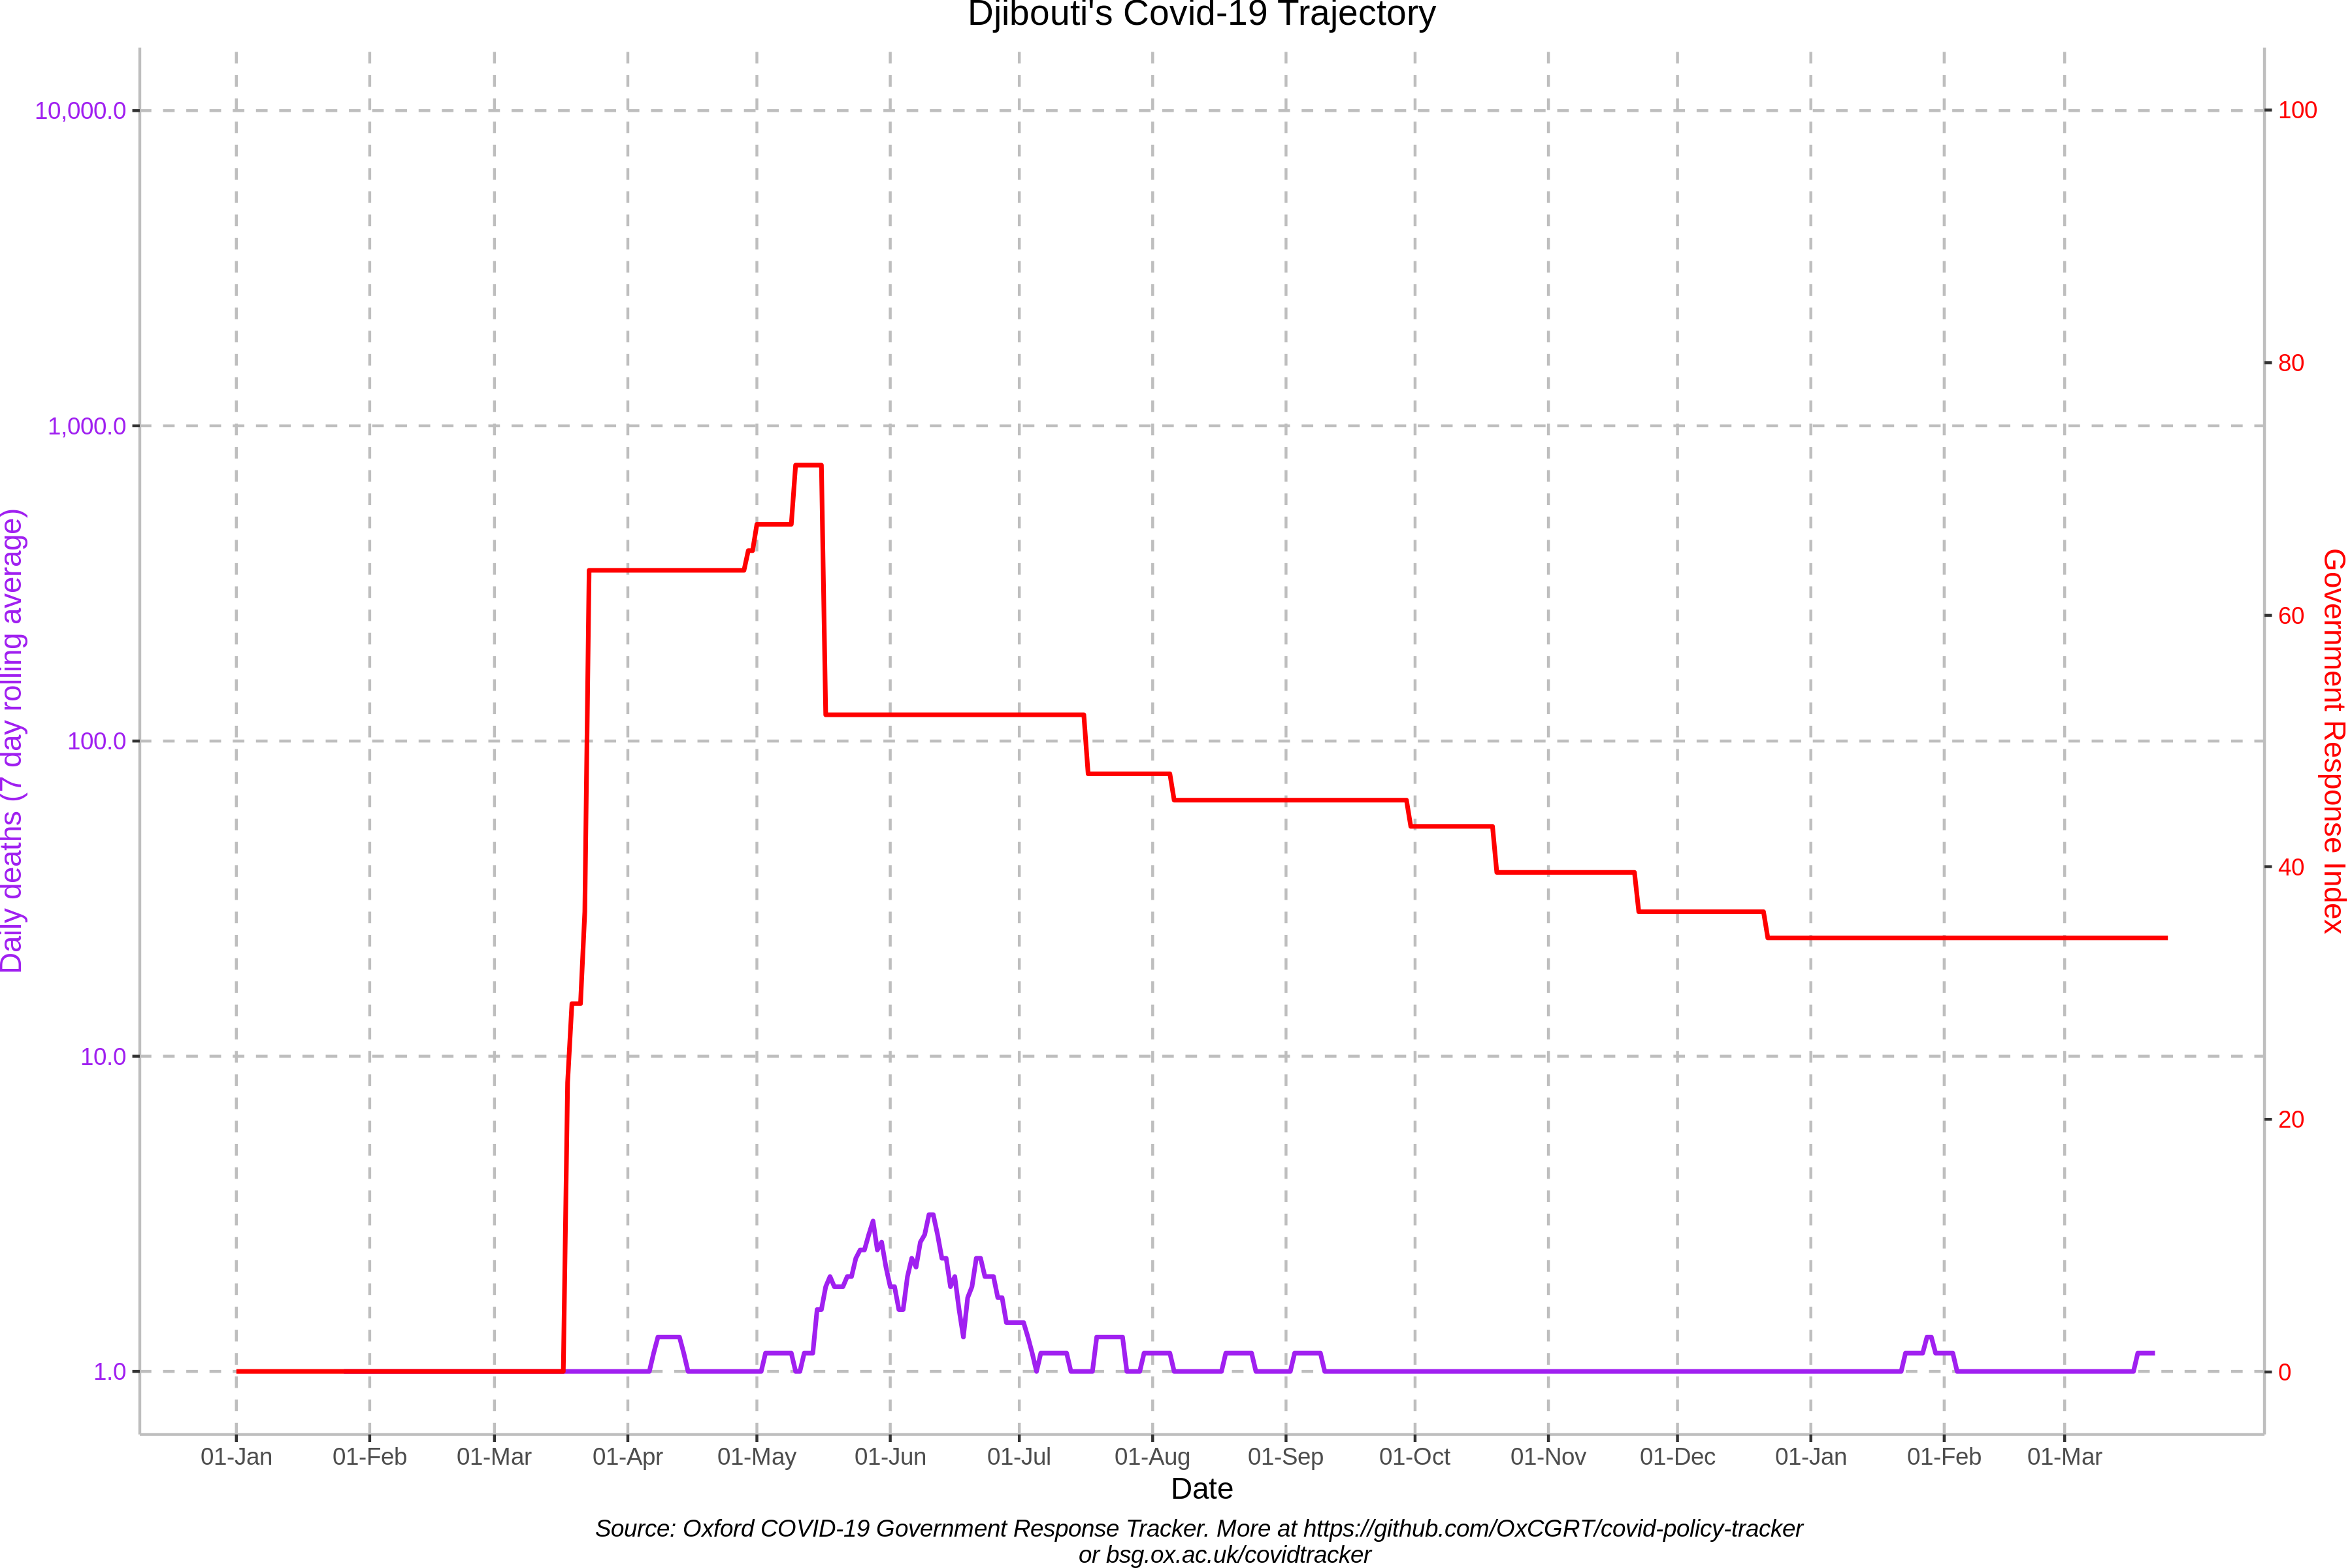 Djibouti's Covid-19 Trajectory
10,000.0
1,000.0
100.0
10.0
1.0
Daily deaths (7 day rolling average)
100
80
60
40
20
0
Government Response Index
01-Jan 01-Feb 01-Mar 01-Apr 01-May 01-Jun 01-Jul 01-Aug 01-Sep 01-Oct 01-Nov 01-Dec 01-Jan 01-Feb 01-Mar
Date
Source: Oxford COVID-19 Government Response Tracker. More at https://github.com/OxCGRT/covid-policy-tracker
or bsg.ox.ac.uk/covidtracker